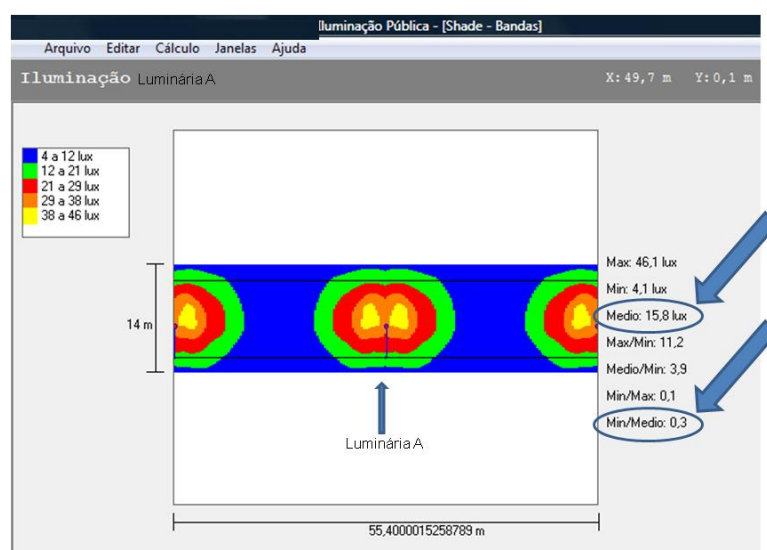 Iluminação Pública - [Shade - Bandas]
Arquivo Editar Cálculo Janelas Ajuda
Iluminação Luminária A X: 49,7 m Y: 0,1 m
4 a 12 lux
12 a 21 lux
21 a 29 lux
29 a 38 lux
38 a 46 lux
14 m
Max: 46,1 lux
Min: 4,1 lux
Medio: 15,8 lux
Max/Min: 11,2
Medio/Min: 3,9
Min/Max: 0,1
Min/Medio: 0,3
Luminária A
55,4000015258789 m